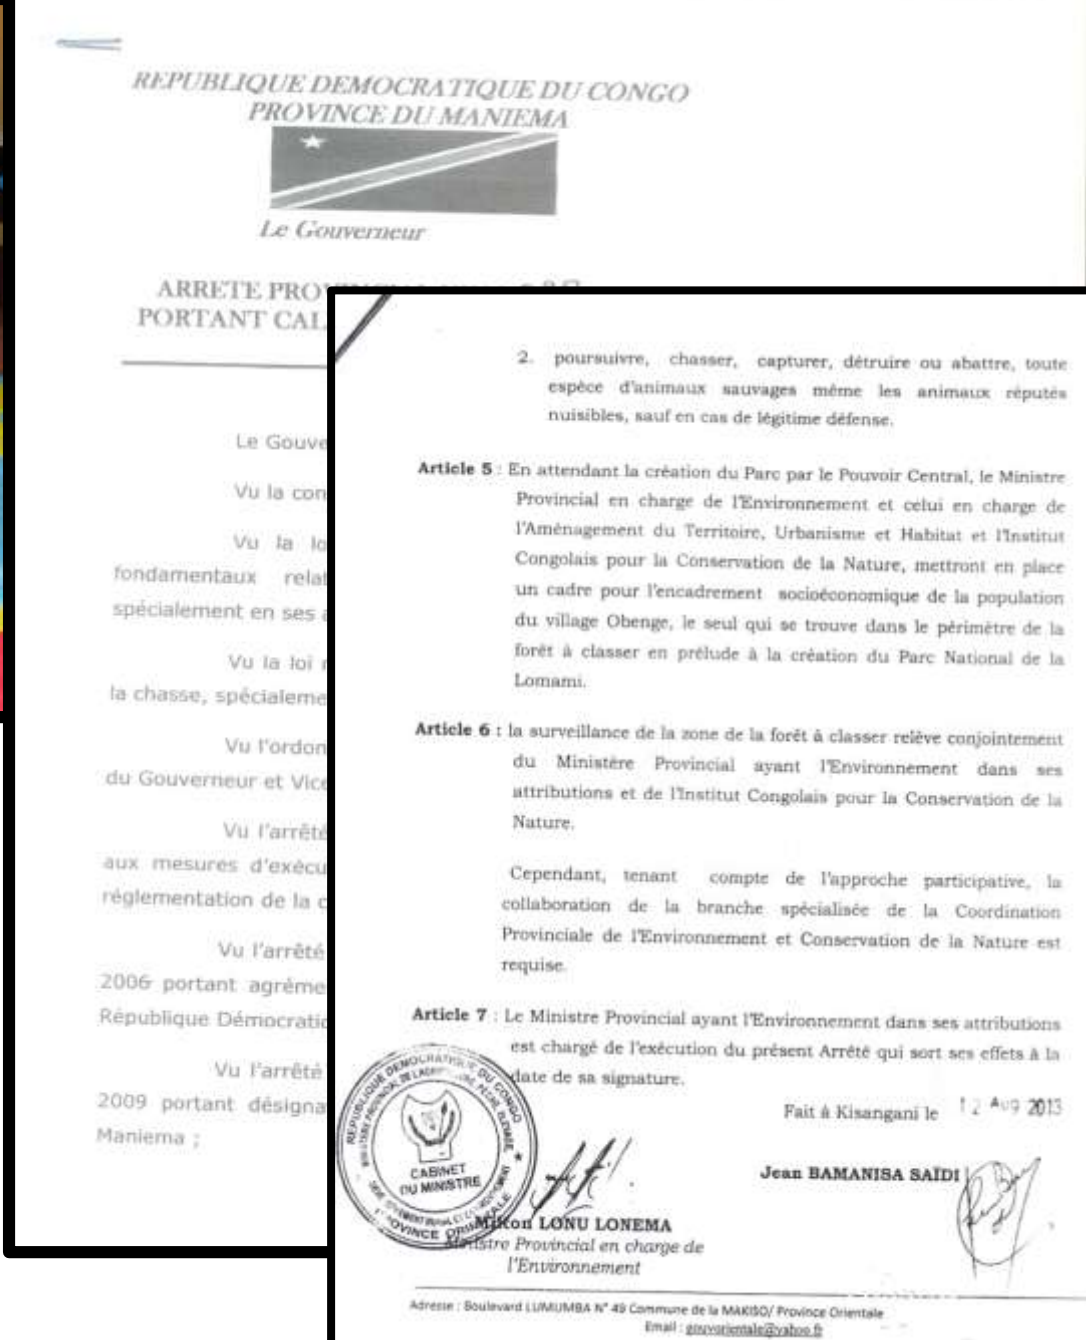 REPUBLIQUE DEMOCRATIQUE DU CONGO
PROVINCE DU MANIEMA
Le Gouverneur
ARRETE PRO
PORTANT CAL
Le Gouve
Vu la con
Vu la lo
fondamentaux relat
spécialement en ses
Vu la loi
la chasse, spécialeme
Vu l'ordon
du Gouverneur et Vice
Vu l'arrêté
aux mesures d'exécu
réglementation de la c
Vu l'arrêté
2006 portant agréme
République Démocratic
Vu l'arrêté
2009 portant désigna
Maniema ;
2. poursuivre, chasser, capturer, détruire ou abattre, toute
espèce d'animaux sauvages même les animaux réputés
nuisibles, sauf en cas de légitime défense.
Article 5 : En attendant la création du Parc par le Pouvoir Central, le Ministre
Provincial en charge de l'Environnement et celui en charge de
l'Aménagement du Territoire, Urbanisme et Habitat et l'Institut
Congolais pour la Conservation de la Nature, mettront en place
un cadre pour l'encadrement socioéconomique de la population
du village Obenge, le seul qui se trouve dans le périmètre de la
forêt à classer en prélude à la création du Parc National de la
Lomami.
Article 6 : la surveillance de la zone de la forêt à classer relève conjointement
du Ministère Provincial ayant l'Environnement dans ses
attributions et de l'Institut Congolais pour la Conservation de la
Nature.
Cependant, tenant compte de l'approche participative, la
collaboration de la branche spécialisée de la Coordination
Provinciale de l'Environnement et Conservation de la Nature est
requise.
Article 7 : Le Ministre Provincial ayant l'Environnement dans ses attributions
est chargé de l'exécution du présent Arrêté qui sort ses effets à la
date de sa signature.
Fait à Kisangani le 12 Aug 2013
REPUBLIQUE DEMOCRATIQUE DU CONGO
CABINET
DU MINISTRE
PROVINCE ORIENTALE
Jean BAMANISA SAÏDI
LONU LONEMA
Ministre Provincial en charge de
l'Environnement
Adresse : Boulevard LUMUMBA N° 49 Commune de la MAKISO/ Province Orientale
Email : gouvorientale@yahoo.fr